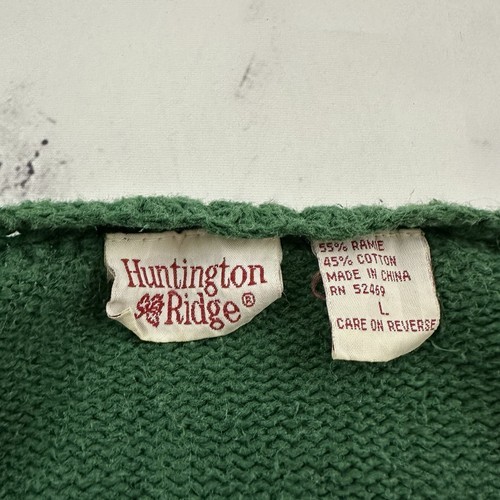 Huntington
Ridge®
55% RAMIE
45% COTTON
MADE IN CHINA
RN 52469
L
CARE ON REVERSE